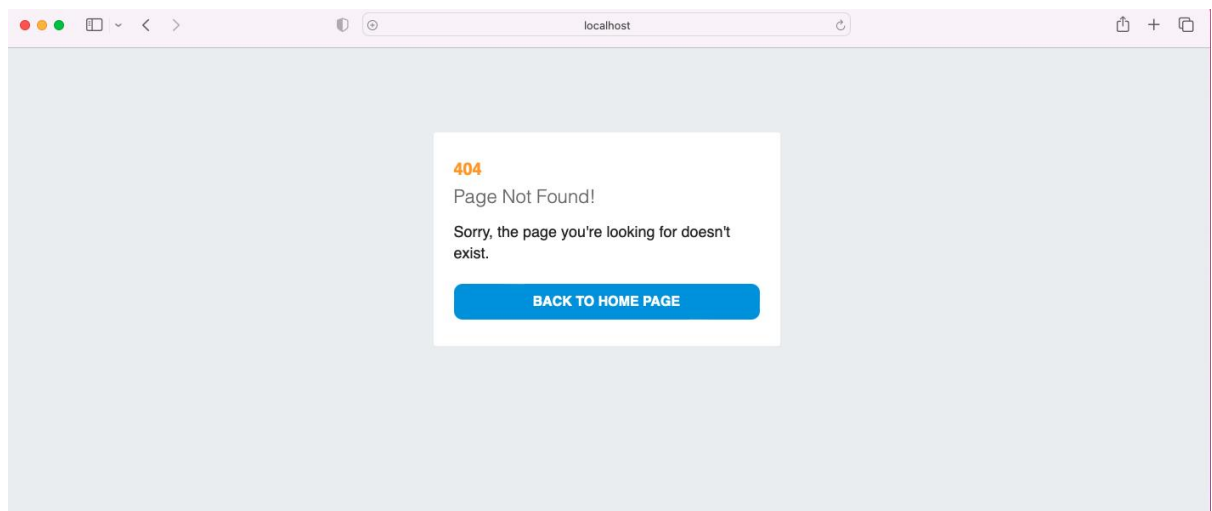 localhost
404
Page Not Found!
Sorry, the page you're looking for doesn't
exist.
BACK TO HOME PAGE